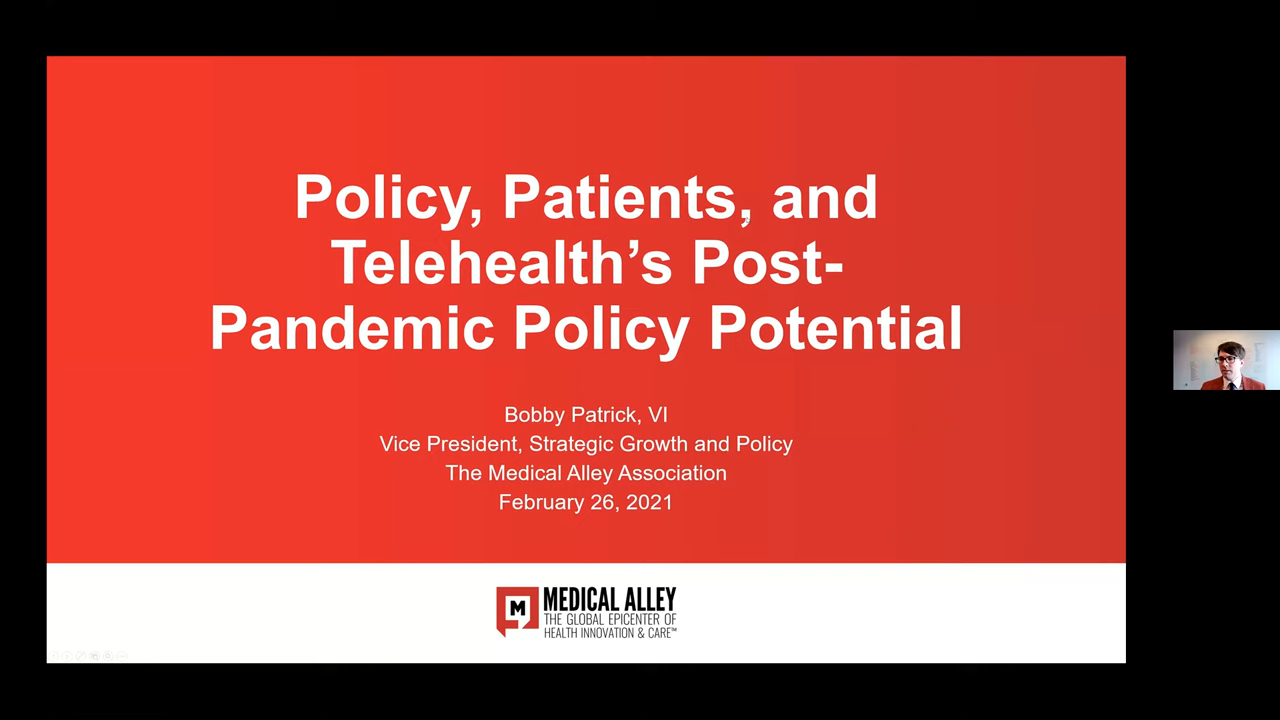 Policy, Patients, and
Telehealth’s Post-
Pandemic Policy Potential
Bobby Patrick, VI
Vice President, Strategic Growth and Policy
The Medical Alley Association
February 26, 2021
M
MEDICAL ALLEY
THE GLOBAL EPICENTER OF
HEALTH INNOVATION & CARE™